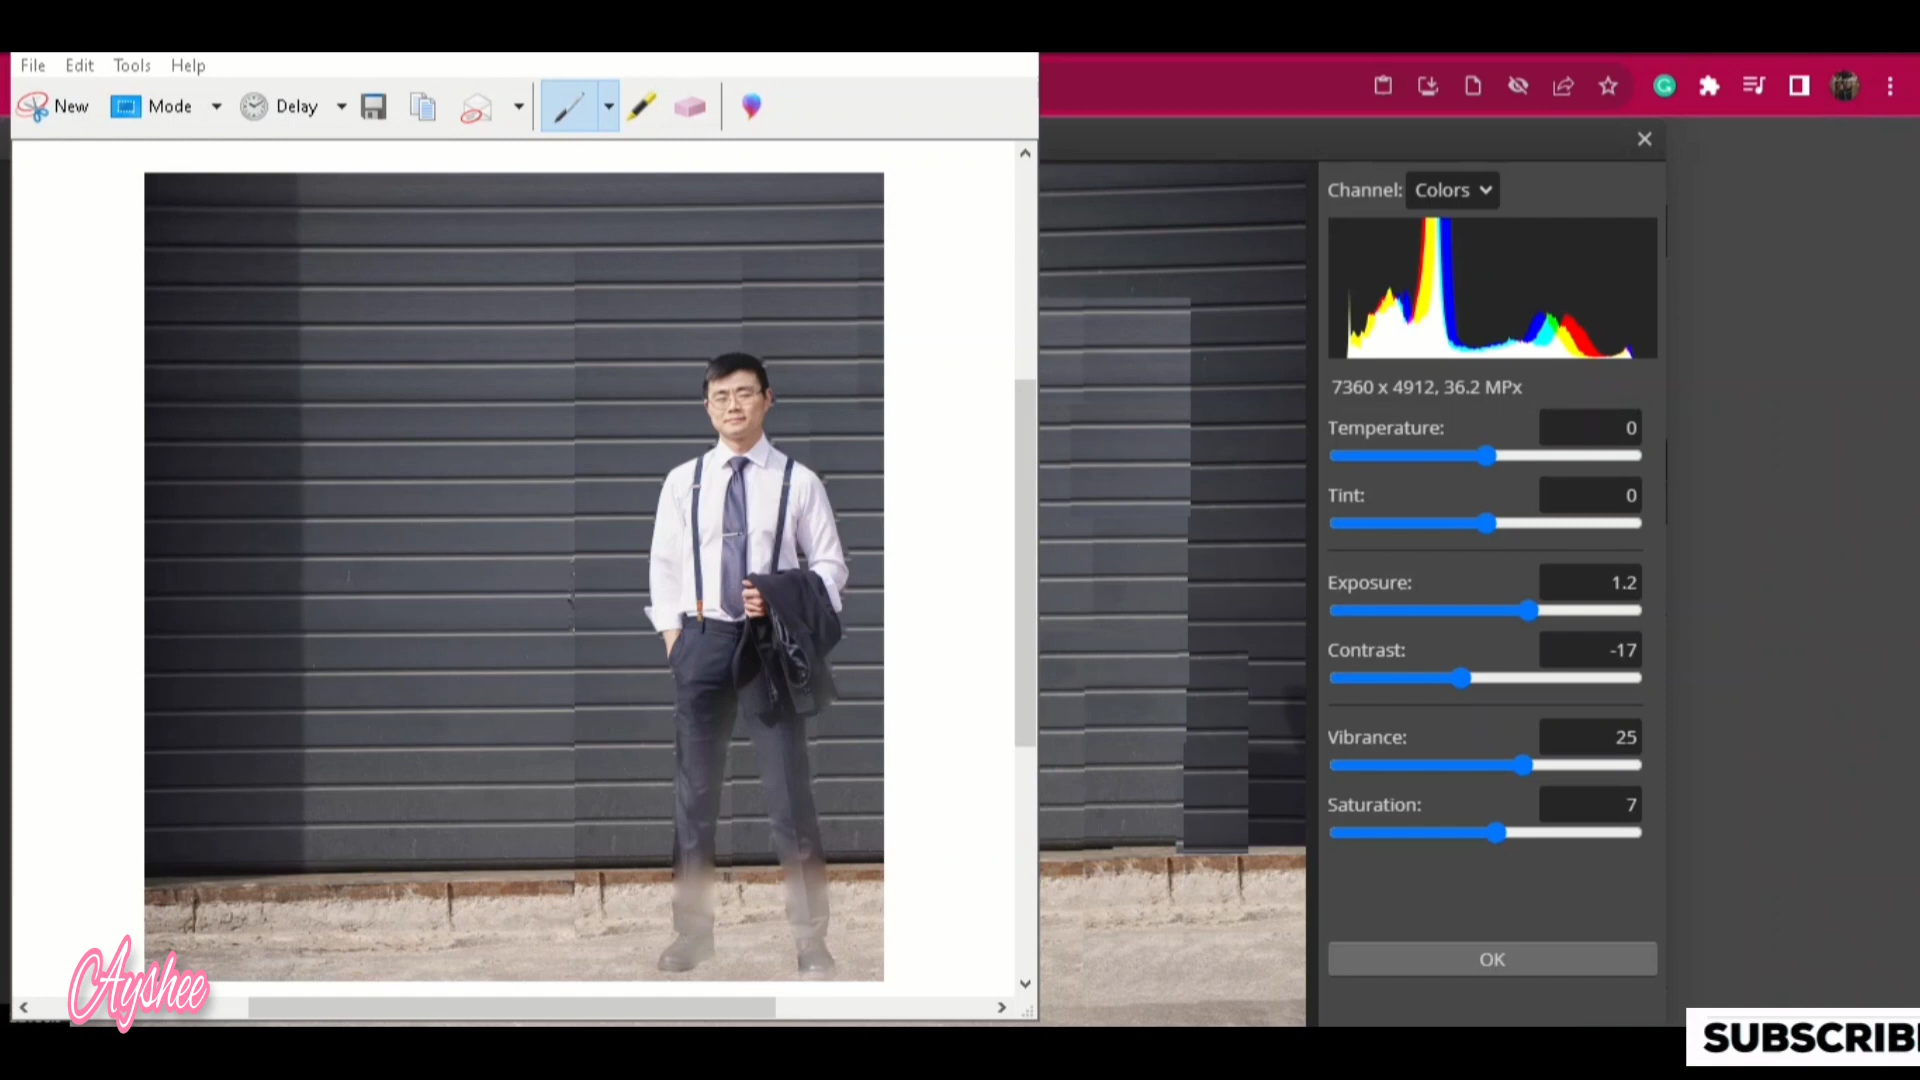 File Edit Tools Help
New Mode Delay
Channel: Colors
7360 x 4912, 36.2 MPx
Temperature: 0
Tint: 0
Exposure: 1.2
Contrast: -17
Vibrance: 25
Saturation: 7
OK
Ayshee
SUBSCRIB